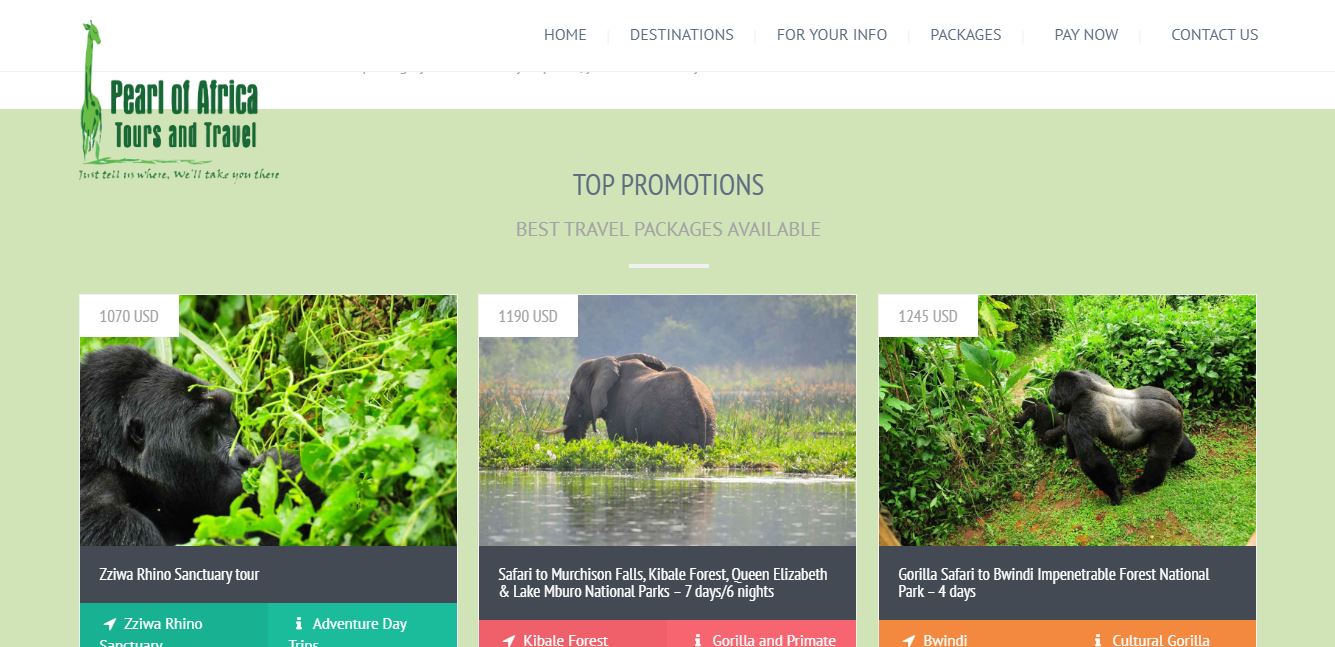 HOME
DESTINATIONS
FOR YOUR INFO
PACKAGES
PAY NOW
CONTACT US
Pearl of Africa
Tours and Travel
Just tell us where, We'll take you there
TOP PROMOTIONS
BEST TRAVEL PACKAGES AVAILABLE
1070 USD
1190 USD
1245 USD
Zziwa Rhino Sanctuary tour
Safari to Murchison Falls, Kibale Forest, Queen Elizabeth
& Lake Mburo National Parks – 7 days/6 nights
Gorilla Safari to Bwindi Impenetrable Forest National
Park – 4 days
Zziwa Rhino
Sanctuary
Adventure Day
Trips
Kibale Forest
Gorilla and Primate
Bwindi
Cultural Gorilla